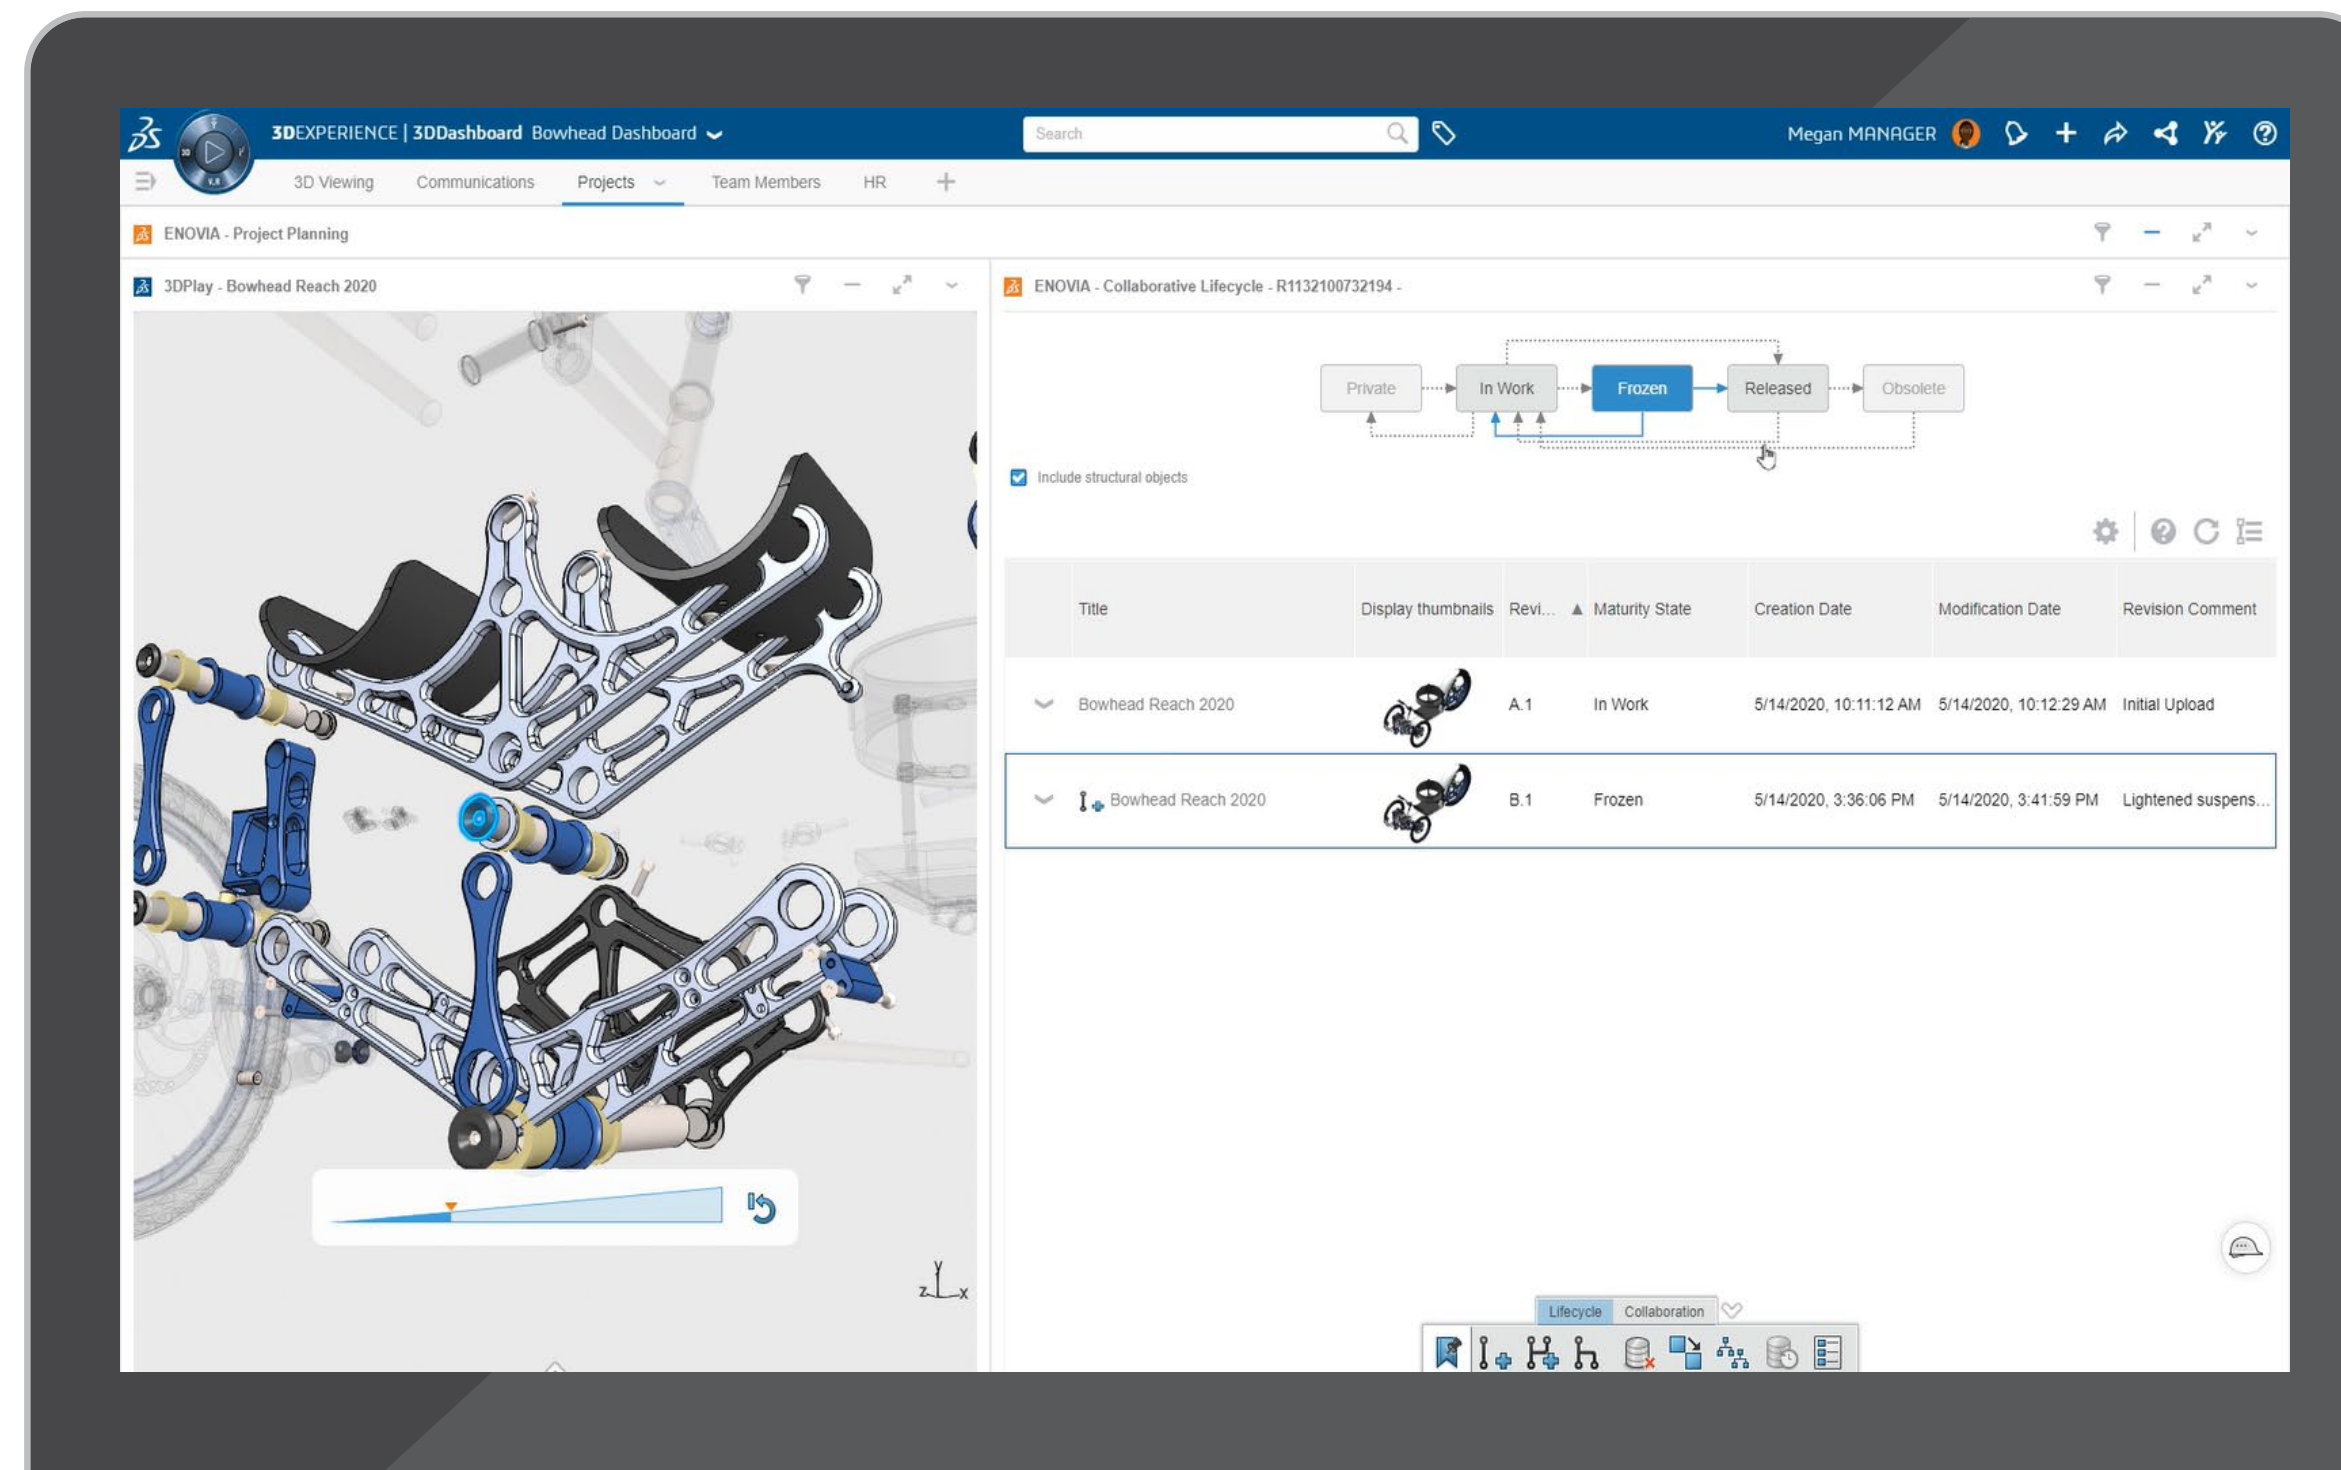 3DEXPERIENCE | 3DDashboard Bowhead Dashboard
Search
Megan MANAGER
3D
V.R
3D Viewing
Communications
Projects
Team Members
HR
ENOVIA - Project Planning
3DPlay - Bowhead Reach 2020
ENOVIA - Collaborative Lifecycle - R1132100732194 -
Private
In Work
Frozen
Released
Obsolete
Include structural objects
Title
Display thumbnails
Revi...
Maturity State
Creation Date
Modification Date
Revision Comment
Bowhead Reach 2020
A.1
In Work
5/14/2020, 10:11:12 AM
5/14/2020, 10:12:29 AM
Initial Upload
Bowhead Reach 2020
B.1
Frozen
5/14/2020, 3:36:06 PM
5/14/2020, 3:41:59 PM
Lightened suspens...
y
z
x
Lifecycle
Collaboration